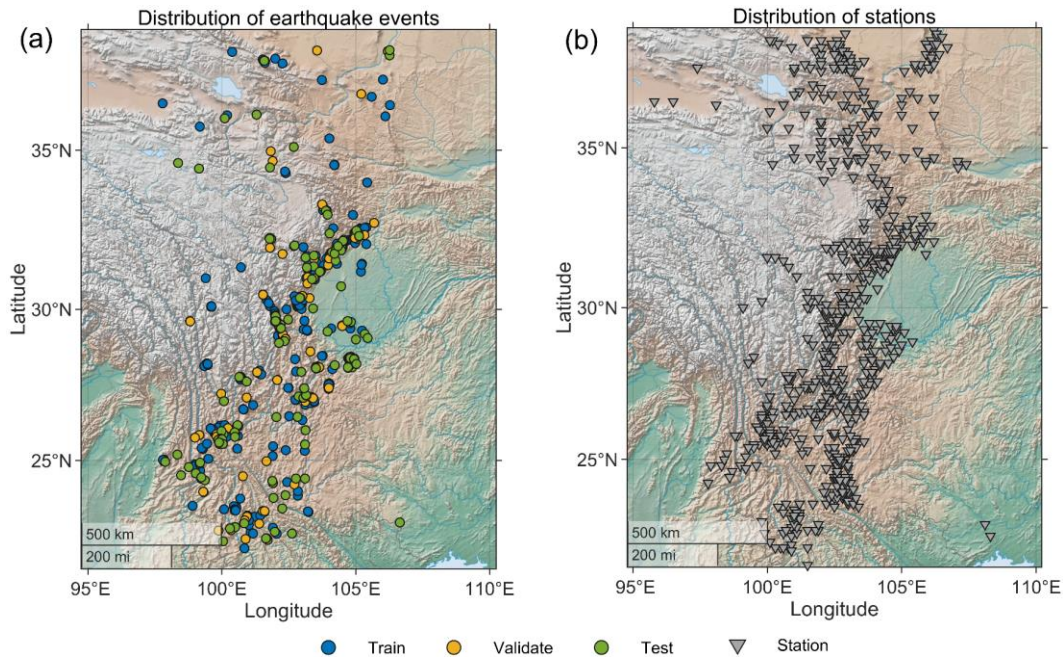 Distribution of earthquake events
(a)
35°N
30°N
25°N
Latitude
500 km
200 mi
95°E 100°E 105°E 110°E
Longitude
Distribution of stations
(b)
35°N
30°N
25°N
Latitude
500 km
200 mi
95°E 100°E 105°E 110°E
Longitude
Train Validate Test Station